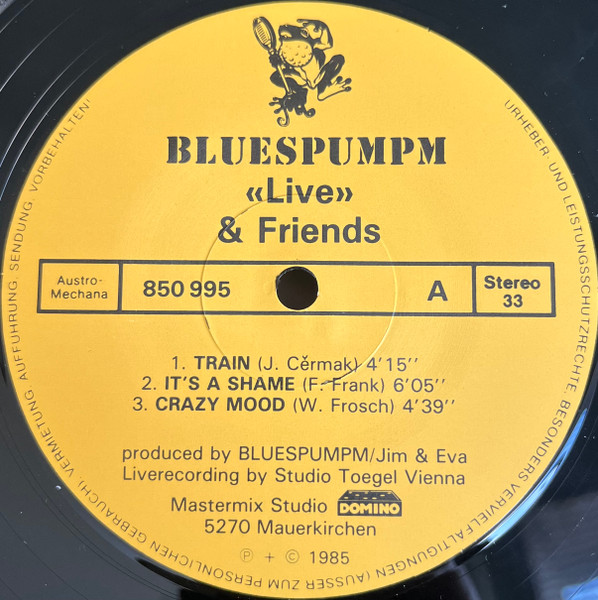 BLUESPUMPM
«Live»
& Friends
Austro-
Mechana
850 995
A
Stereo
33
1. TRAIN (J. Cěrmak) 4'15''
2. IT'S A SHAME (F. Frank) 6'05''
3. CRAZY MOOD (W. Frosch) 4'39''
produced by BLUESPUMPM/Jim & Eva
Liverecording by Studio Toegel Vienna
Mastermix Studio DOMINO
5270 Mauerkirchen
Ⓟ + © 1985
URHEBER- UND LEISTUNGSSCHUTZRECHTE, BESONDERS VERVIELFÄLTIGUNGEN (AUSSER ZUM PERSÖNLICHEN GEBRAUCH), VERMIETUNG, AUFFÜHRUNG, SENDUNG, VORBEHALTEN!